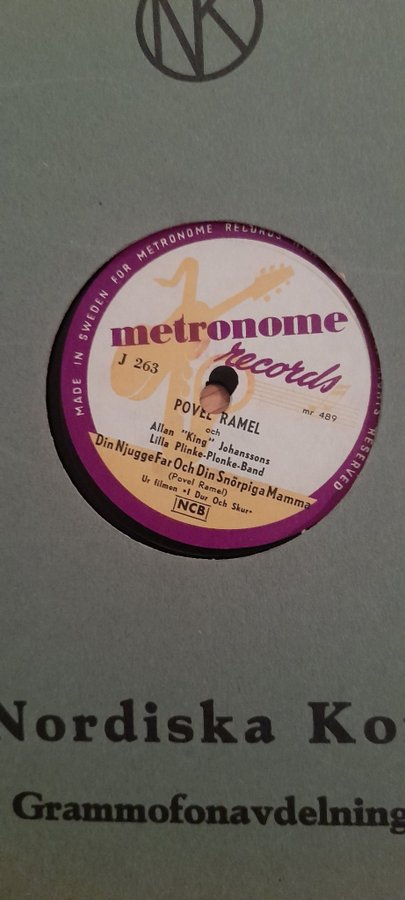 NK
MADE IN SWEDEN FOR METRONOME RECORDS
RESERVED
metronome
records
J 263
mr 489
POVEL RAMEL
och
Allan "King" Johanssons
Lilla Plinke-Plonke-Band
Din Njugge Far Och Din Snörpiga Mamma
(Povel Ramel)
Ur filmen »I Dur Och Skur»
NCB
Nordiska Ko
Grammofonavdelning